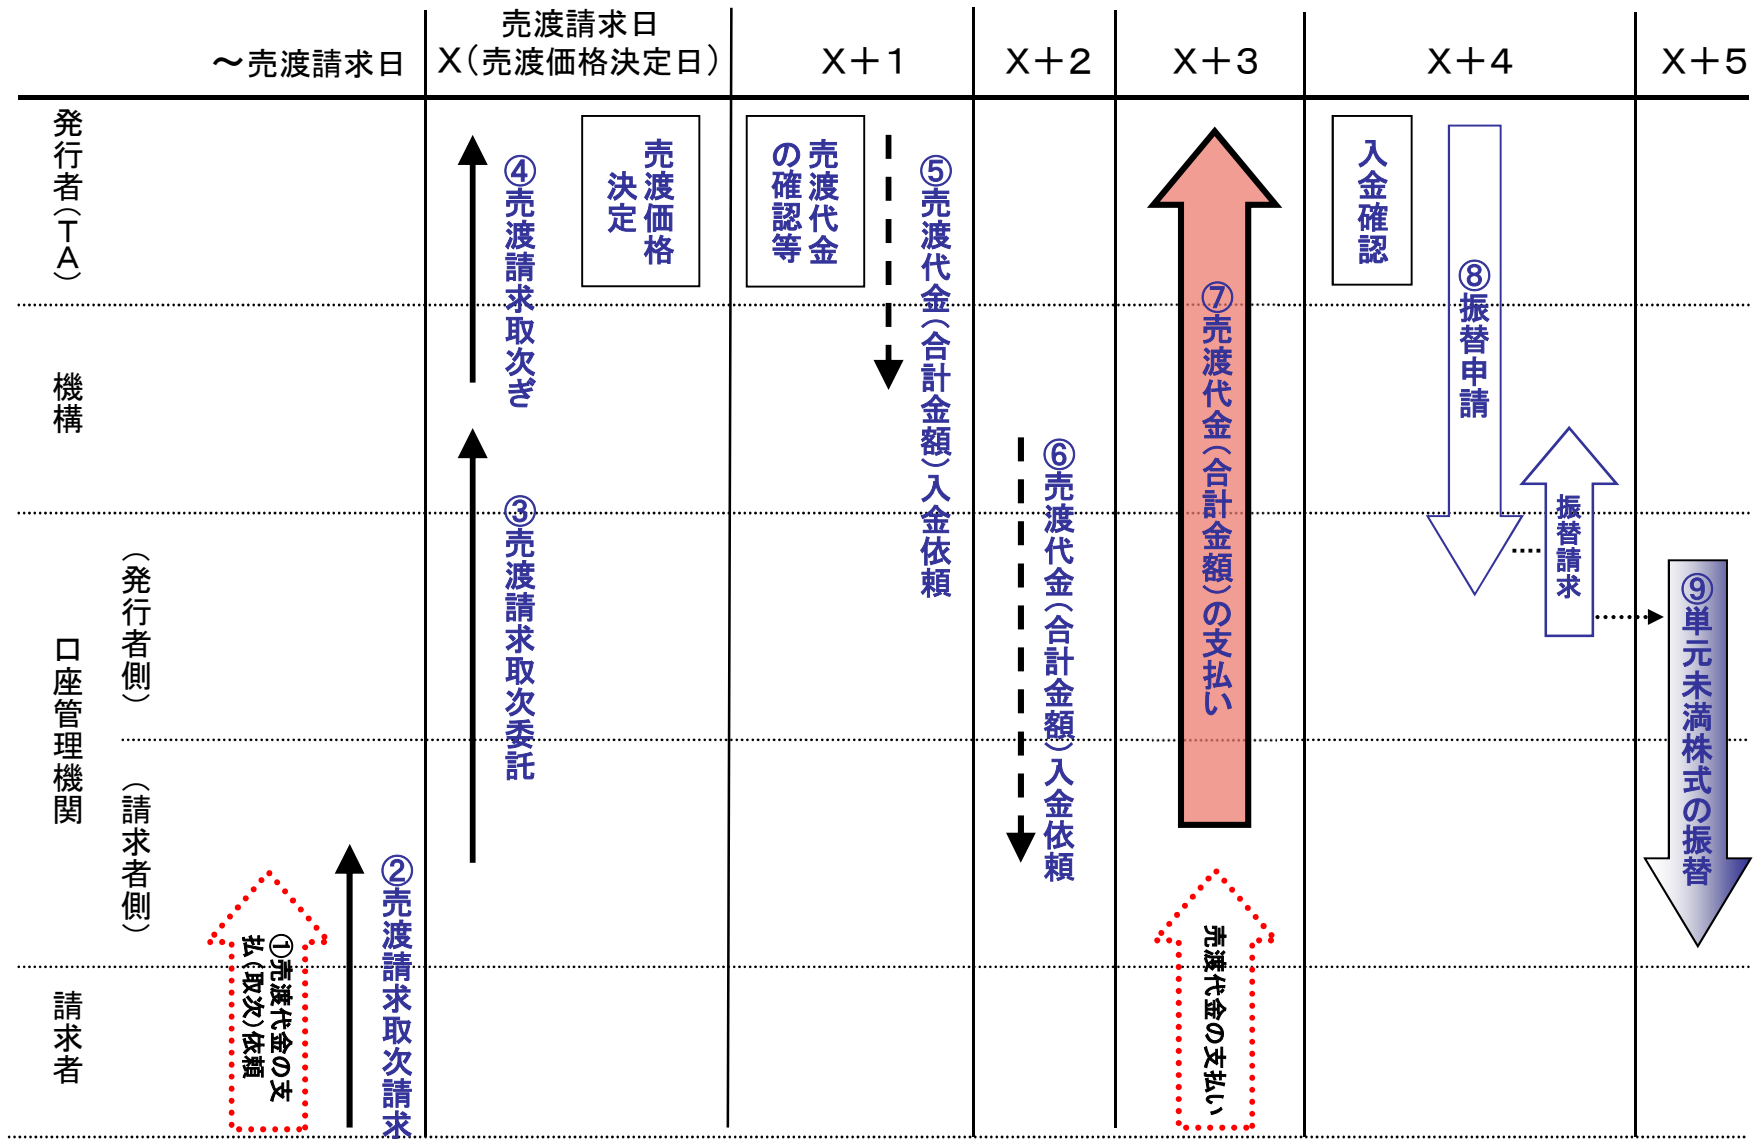 ～売渡請求日
売渡請求日
X（売渡価格決定日）
X＋1
X＋2
X＋3
X＋4
X＋5
発行者（TA）
機構
口座管理機関
（発行者側）
（請求者側）
請求者
①売渡代金の支
払（取次）依頼
②売渡請求取次請求
③売渡請求取次委託
④売渡請求取次ぎ
売渡価格
決定
売渡代金
の確認等
⑤売渡代金（合計金額）入金依頼
⑥売渡代金（合計金額）入金依頼
⑦売渡代金（合計金額）の支払い
売渡代金の支払い
入金確認
⑧振替申請
振替請求
⑨単元未満株式の振替